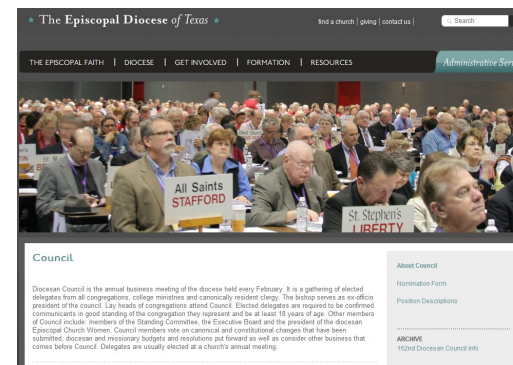 ★ The Episcopal Diocese of Texas ★
find a church | giving | contact us |
Search
THE EPISCOPAL FAITH | DIOCESE | GET INVOLVED | FORMATION | RESOURCES
Administrative Serv
All Saints
STAFFORD
St. Stephen's
LIBERTY
Council
Diocesan Council is the annual business meeting of the diocese held every February. It is a gathering of elected
delegates from all congregations, college ministries and canonically resident clergy. The bishop serves as ex-officio
president of the council. Lay heads of congregations attend Council. Elected delegates are required to be confirmed
communicants in good standing of the congregation they represent and be at least 18 years of age. Other members
of Council include: members of the Standing Committee, the Executive Board and the president of the diocesan
Episcopal Church Women. Council members vote on canonical and constitutional changes that have been
submitted, diocesan and missionary budgets and resolutions put forward as well as consider other business that
comes before Council. Delegates are usually elected at a church's annual meeting.
About Council
Nomination Form
Position Descriptions
ARCHIVE
162nd Diocesan Council Info